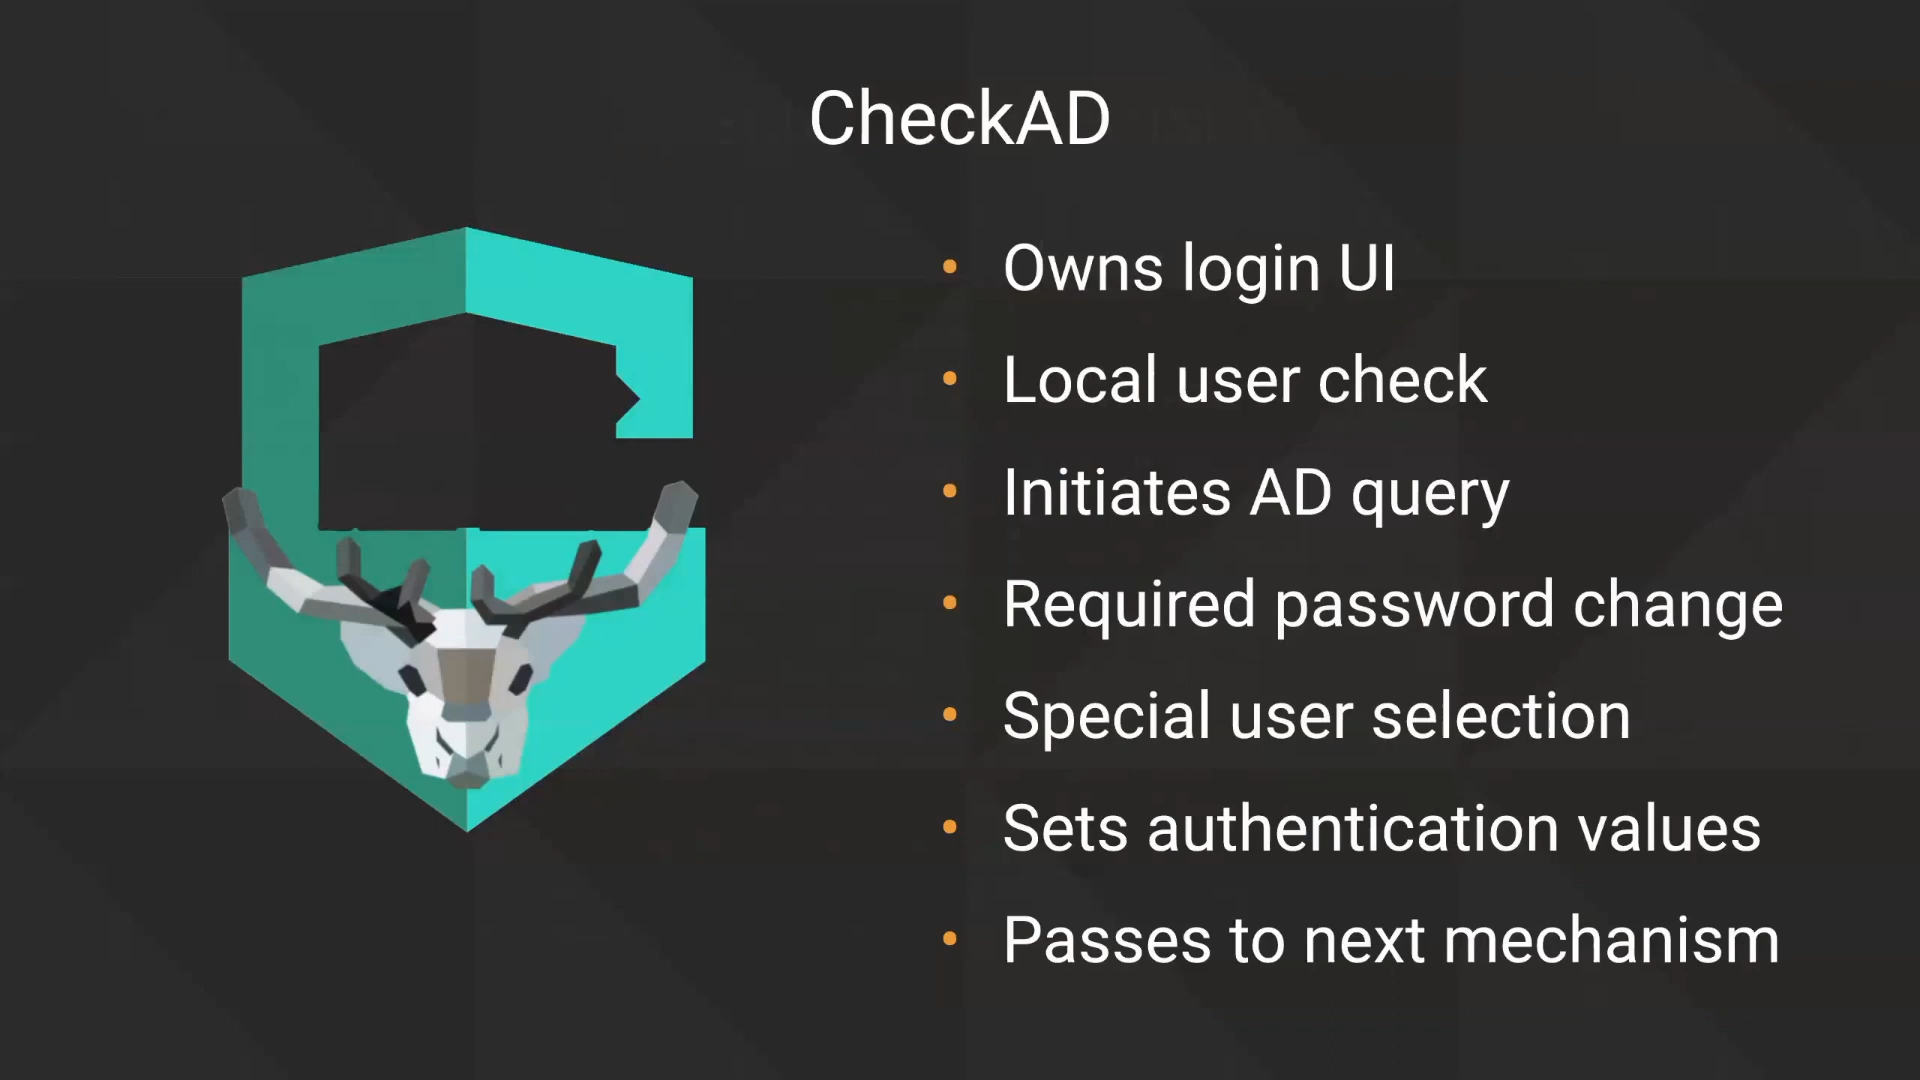 CheckAD
• Owns login UI
• Local user check
• Initiates AD query
• Required password change
• Special user selection
• Sets authentication values
• Passes to next mechanism